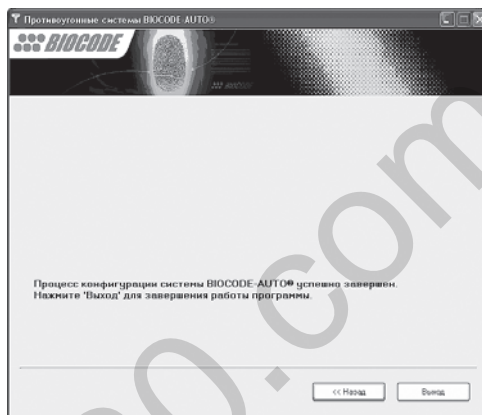 Противоугонные системы BIOCODE-AUTO®
BIOCODE
Процесс конфигурации системы BIOCODE-AUTO® успешно завершен.
Нажмите 'Выход' для завершения работы программы.
<< Назад
Выход